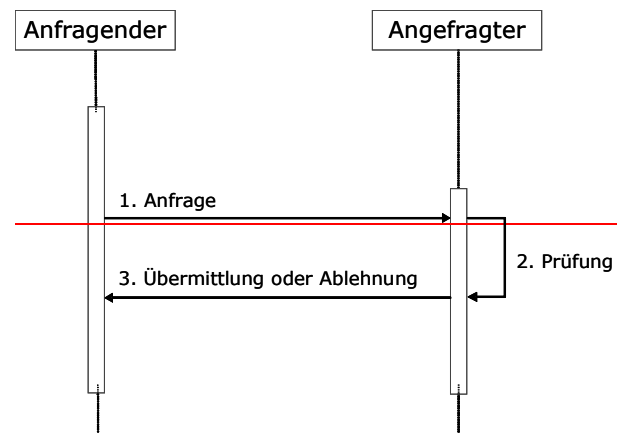 Anfragender
Angefragter
1. Anfrage
2. Prüfung
3. Übermittlung oder Ablehnung